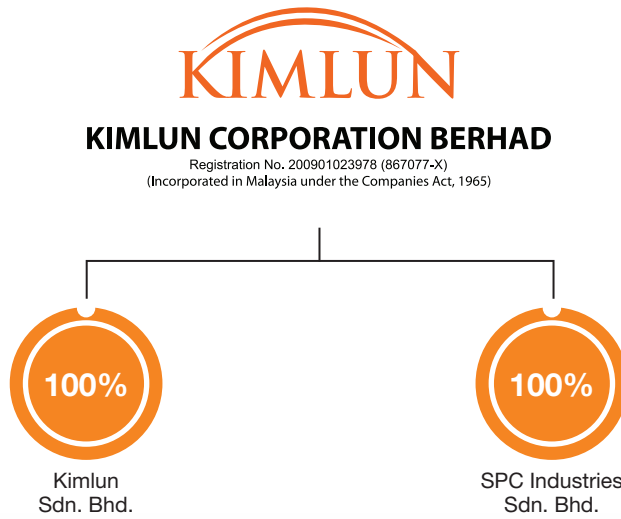 KIMLUN
KIMLUN CORPORATION BERHAD
Registration No. 200901023978 (867077-X)
(Incorporated in Malaysia under the Companies Act, 1965)
100%
100%
Kimlun
Sdn. Bhd.
SPC Industries
Sdn. Bhd.